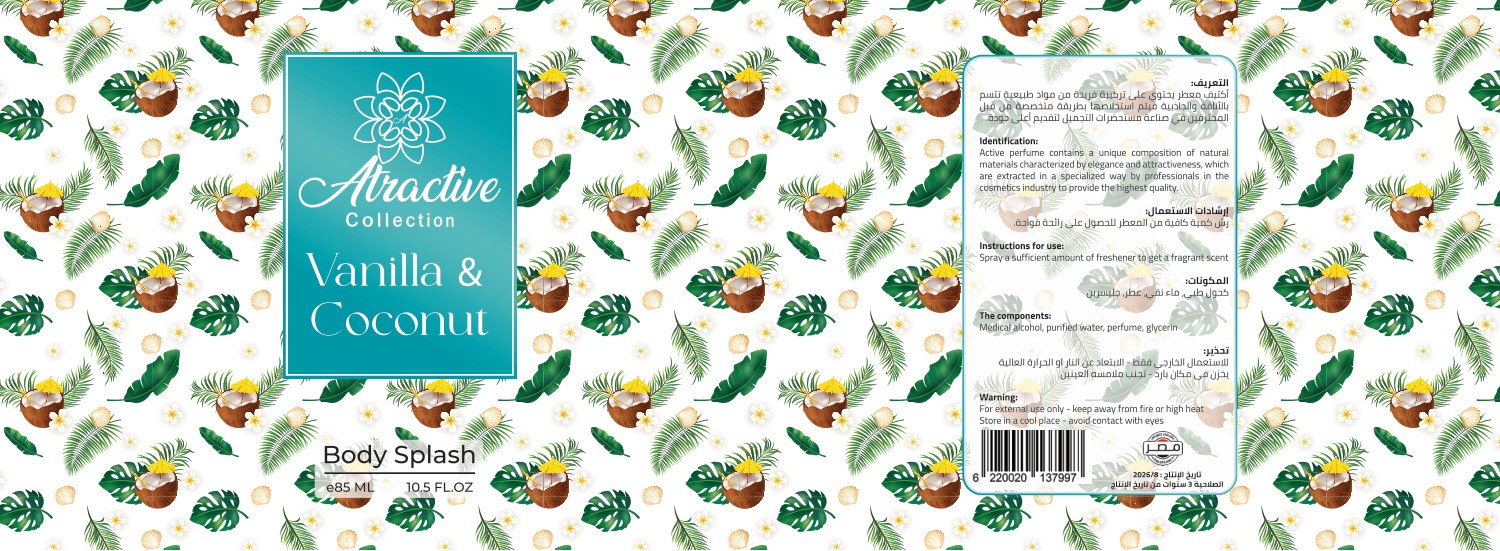 Atractive
Collection
Vanilla &
Coconut
Body Splash
e85 ML 10.5 FL.OZ
التعريف:
أكتيف معطر يحتوي على تركيبة فريدة من مواد طبيعية تتسم
بالأناقة والجاذبية فيتم استخلاصها بطريقة متخصصة من قبل
المحترفين في صناعة مستحضرات التجميل لتقديم أعلى جودة.
Identification:
Active perfume contains a unique composition of natural
materials characterized by elegance and attractiveness, which
are extracted in a specialized way by professionals in the
cosmetics industry to provide the highest quality.
إرشادات الاستعمال:
رش كمية كافية من المعطر للحصول على رائحة فواحة.
Instructions for use:
Spray a sufficient amount of freshener to get a fragrant scent
المكونات:
كحول طبي, ماء نقي, عطر, جليسرين
The components:
Medical alcohol, purified water, perfume, glycerin
تحذير:
للاستعمال الخارجي فقط - الابتعاد عن النار او الحرارة العالية
يخزن في مكان بارد - تجنب ملامسه العينين
Warning:
For external use only - keep away from fire or high heat
Store in a cool place - avoid contact with eyes
6 220020 137997
مصر
تاريخ الإنتاج : 2026/8
الصلاحية 3 سنوات من تاريخ الإنتاج